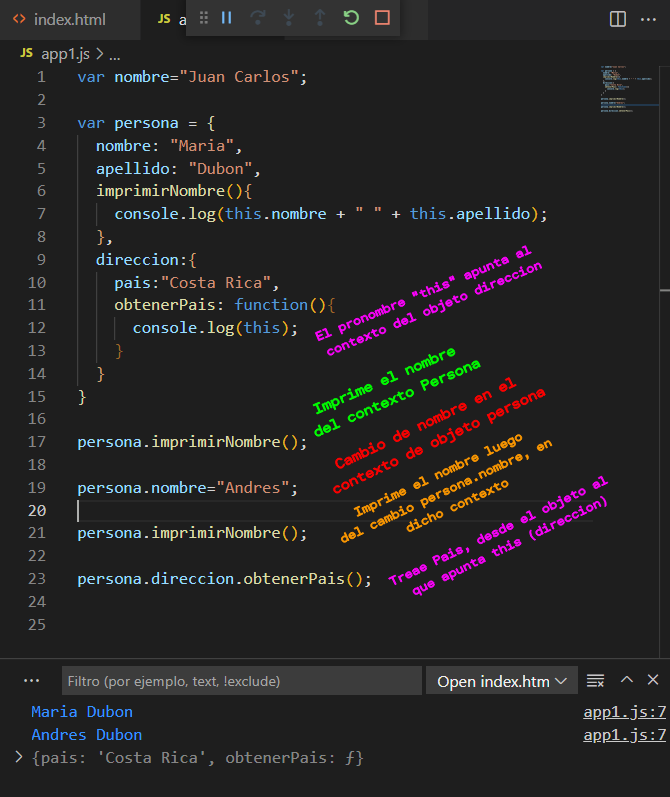 index.html
JS a
JS app1.js > ...
1 var nombre="Juan Carlos";
2
3 var persona = {
4 nombre: "Maria",
5 apellido: "Dubon",
6 imprimirNombre(){
7 console.log(this.nombre + " " + this.apellido);
8 },
9 direccion:{
10 pais:"Costa Rica",
11 obtenerPais: function(){
12 console.log(this);
13 }
14 }
15 }
16
17 persona.imprimirNombre();
18
19 persona.nombre="Andres";
20
21 persona.imprimirNombre();
22
23 persona.direccion.obtenerPais();
24
25
El pronombre "this" apunta al
contexto del objeto direccion
Imprime el nombre
del contexto Persona
Cambio de nombre en el
contexto de objeto persona
Imprime el nombre luego
del cambio persona.nombre, en
dicho contexto
Treae Pais, desde el objeto al
que apunta this (direccion)
Filtro (por ejemplo, text, !exclude)
Open index.htm
Maria Dubon app1.js:7
Andres Dubon app1.js:7
> {pais: 'Costa Rica', obtenerPais: ƒ}